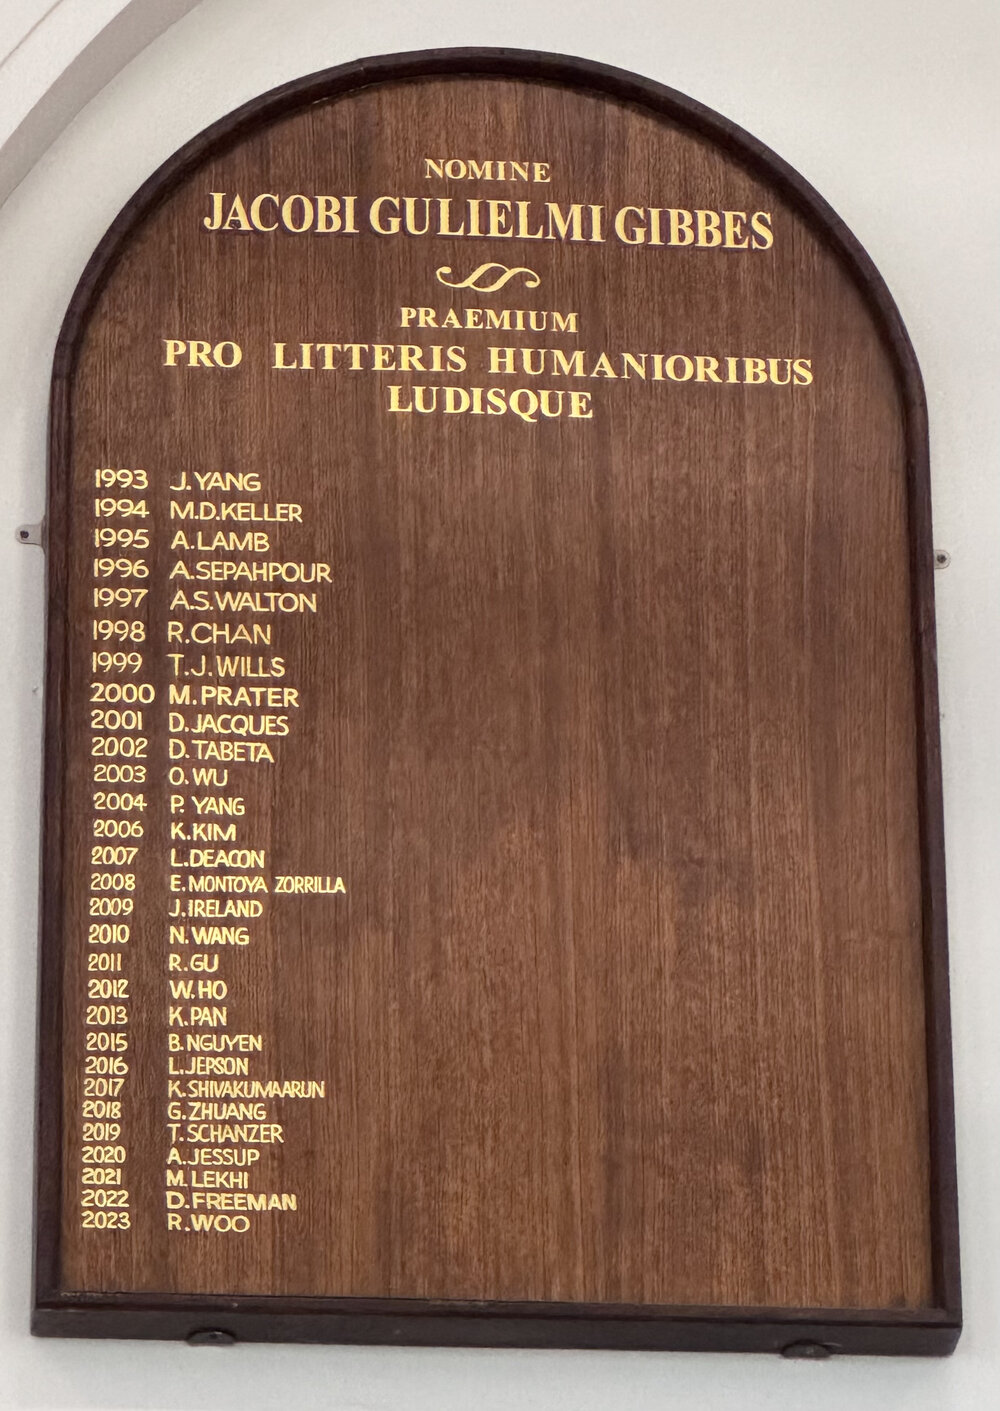 NOMINE
JACOBI GULIELMI GIBBES
PRAEMIUM
PRO LITTERIS HUMANIORIBUS
LUDISQUE
1993 J.YANG
1994 M.D.KELLER
1995 A.LAMB
1996 A.SEPAHPOUR
1997 A.S.WALTON
1998 R.CHAN
1999 T.J.WILLS
2000 M.PRATER
2001 D.JACQUES
2002 D.TABETA
2003 O.WU
2004 P. YANG
2006 K.KIM
2007 L.DEACON
2008 E.MONTOYA ZORRILLA
2009 J.IRELAND
2010 N.WANG
2011 R.GU
2012 W.HO
2013 K.PAN
2015 B.NGUYEN
2016 L.JEPSON
2017 K.SHIVAKUMAARUN
2018 G.ZHUANG
2019 T.SCHANZER
2020 A.JESSUP
2021 M.LEKHI
2022 D.FREEMAN
2023 R.WOO